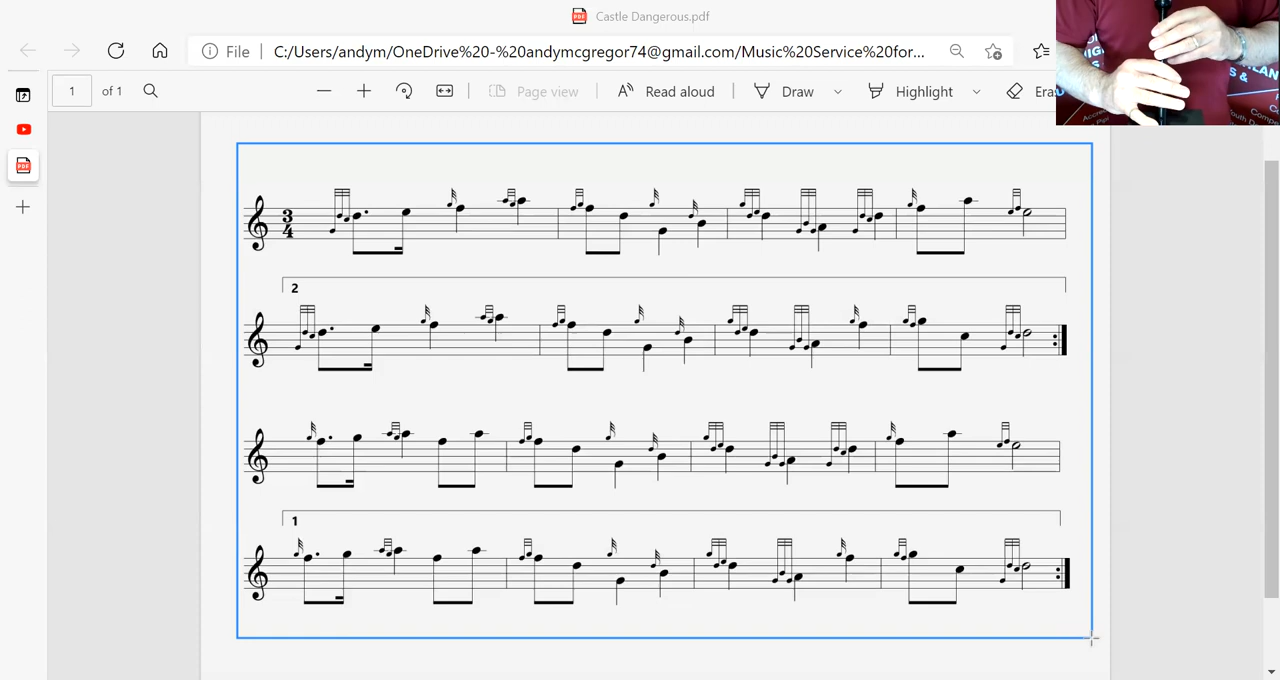 Castle Dangerous.pdf
File C:/Users/andym/OneDrive%20-%20andymcgregor74@gmail.com/Music%20Service%20for...
1 of 1 Page view Read aloud Draw Highlight Era
3
4
2
1